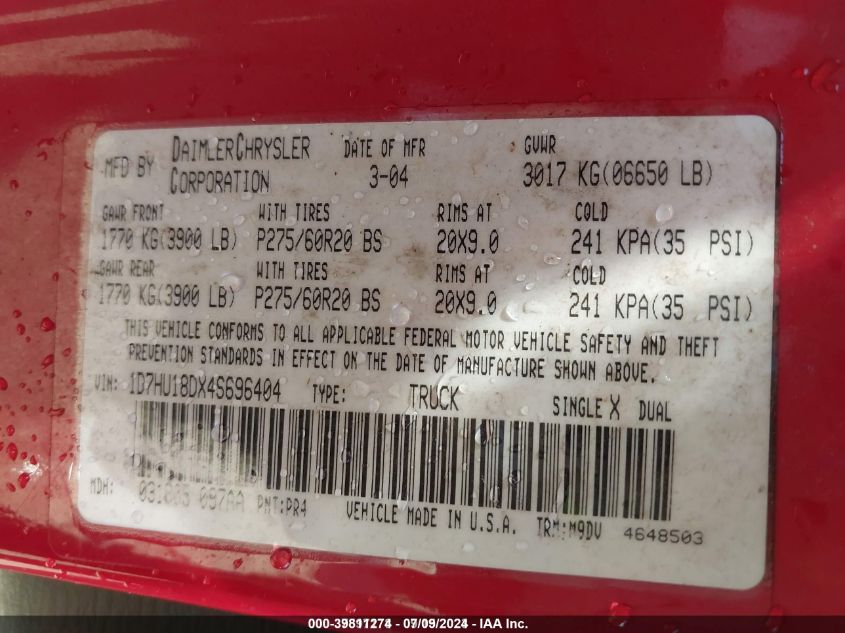 MFD BY DAIMLERCHRYSLER CORPORATION DATE OF MFR 3-04 GVWR 3017 KG(06650 LB)
GAWR FRONT WITH TIRES RIMS AT COLD
1770 KG(3900 LB) P275/60R20 BS 20X9.0 241 KPA(35 PSI)
GAWR REAR WITH TIRES RIMS AT COLD
1770 KG(3900 LB) P275/60R20 BS 20X9.0 241 KPA(35 PSI)
THIS VEHICLE CONFORMS TO ALL APPLICABLE FEDERAL MOTOR VEHICLE SAFETY AND THEFT
PREVENTION STANDARDS IN EFFECT ON THE DATE OF MANUFACTURE SHOWN ABOVE.
VIN: 1D7HU18DX4S696404 TYPE: TRUCK SINGLE X DUAL
MDH: 097AA PNT:PR4 VEHICLE MADE IN U.S.A. TRM:M9DV 4648503
000-39811274 - 07/09/2024 - IAA Inc.